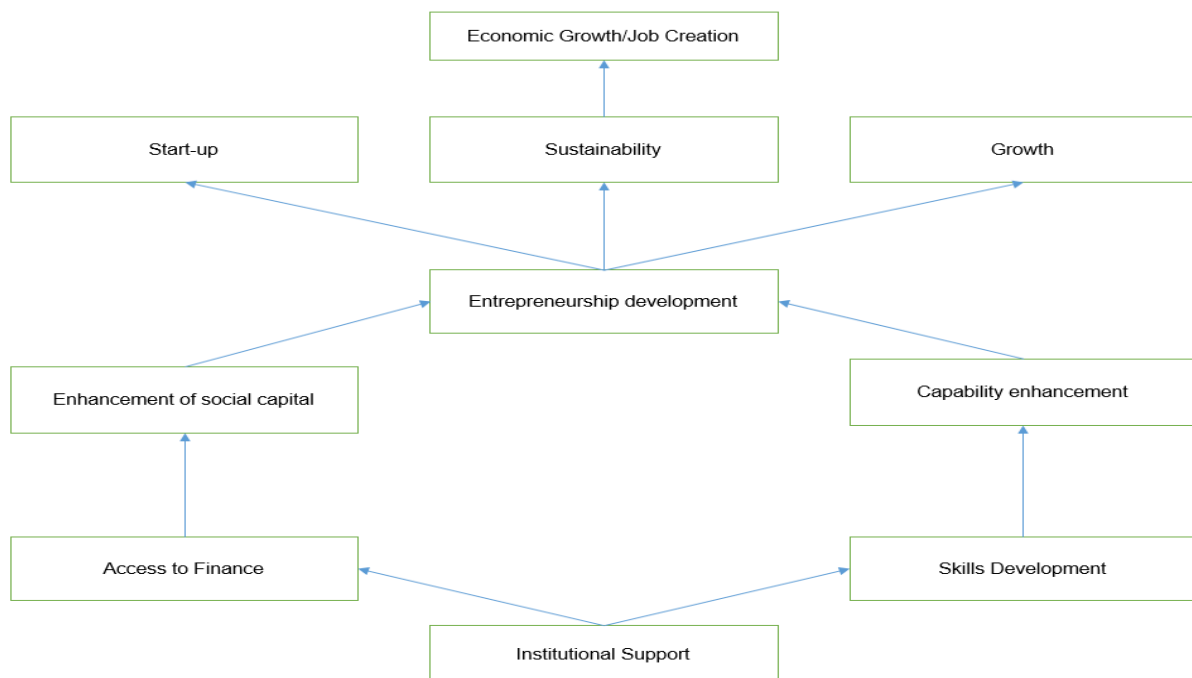 Economic Growth/Job Creation
Start-up
Sustainability
Growth
Entrepreneurship development
Enhancement of social capital
Capability enhancement
Access to Finance
Skills Development
Institutional Support